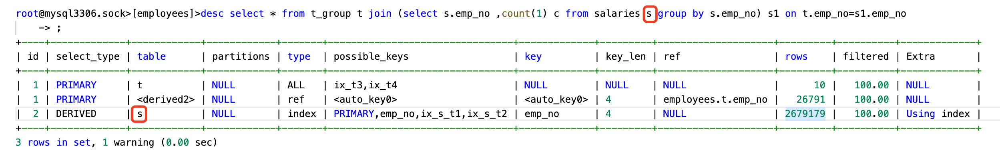 root@mysql3306.sock>[employees]>desc select * from t_group t join (select s.emp_no ,count(1) c from salaries s group by s.emp_no) s1 on t.emp_no=s1.emp_no
    -> ;
+----+-------------+------------+------------+-------+-------------------------------+-------------+---------+--------------------+---------+----------+-------------+
| id | select_type | table      | partitions | type  | possible_keys                 | key         | key_len | ref                | rows    | filtered | Extra       |
+----+-------------+------------+------------+-------+-------------------------------+-------------+---------+--------------------+---------+----------+-------------+
| 1 | PRIMARY     | t          | NULL       | ALL   | ix_t3,ix_t4                   | NULL        | NULL    | NULL               |      10 |   100.00 | NULL        |
| 1 | PRIMARY     | <derived2> | NULL       | ref   | <auto_key0>                   | <auto_key0> | 4       | employees.t.emp_no |   26791 |   100.00 | NULL        |
| 2 | DERIVED     | s          | NULL       | index | PRIMARY,emp_no,ix_s_t1,ix_s_t2 | emp_no      | 4       | NULL               | 2679179 |   100.00 | Using index |
+----+-------------+------------+------------+-------+-------------------------------+-------------+---------+--------------------+---------+----------+-------------+
3 rows in set, 1 warning (0.00 sec)